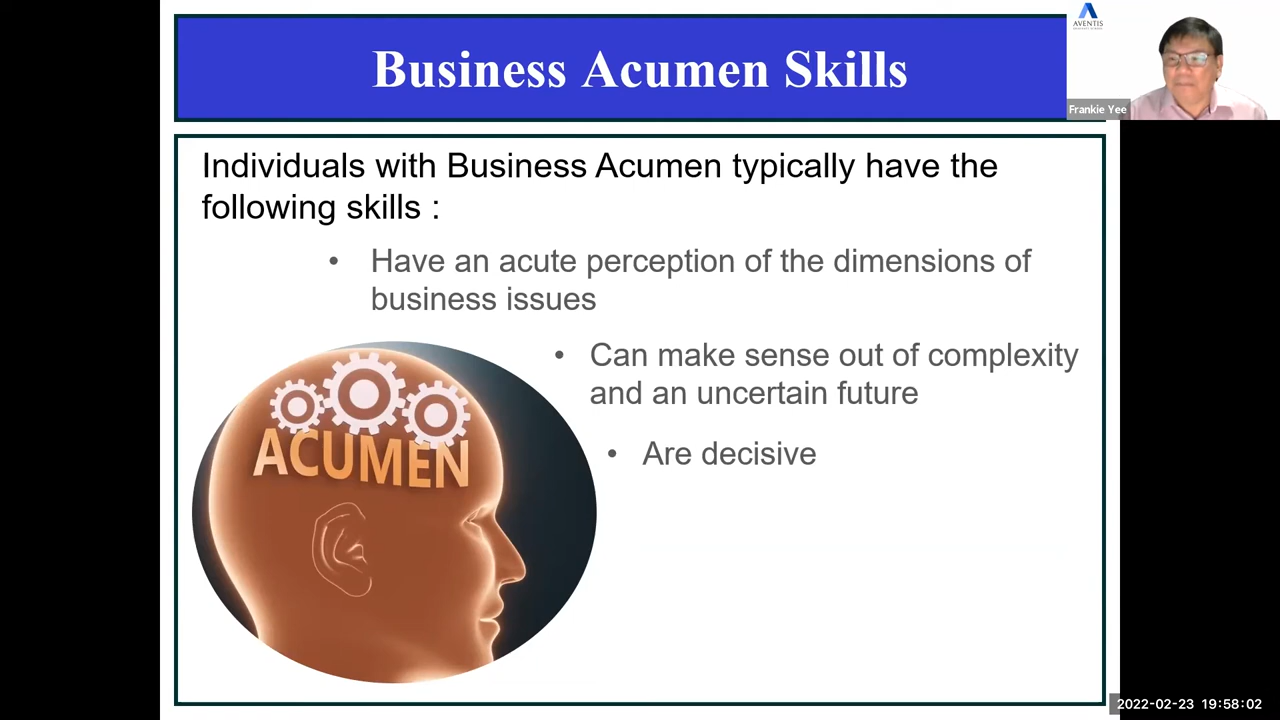 Business Acumen Skills
AVENTIS
Frankie Yee
Individuals with Business Acumen typically have the
following skills :
• Have an acute perception of the dimensions of
business issues
• Can make sense out of complexity
and an uncertain future
• Are decisive
ACUMEN
2022-02-23 19:58:02